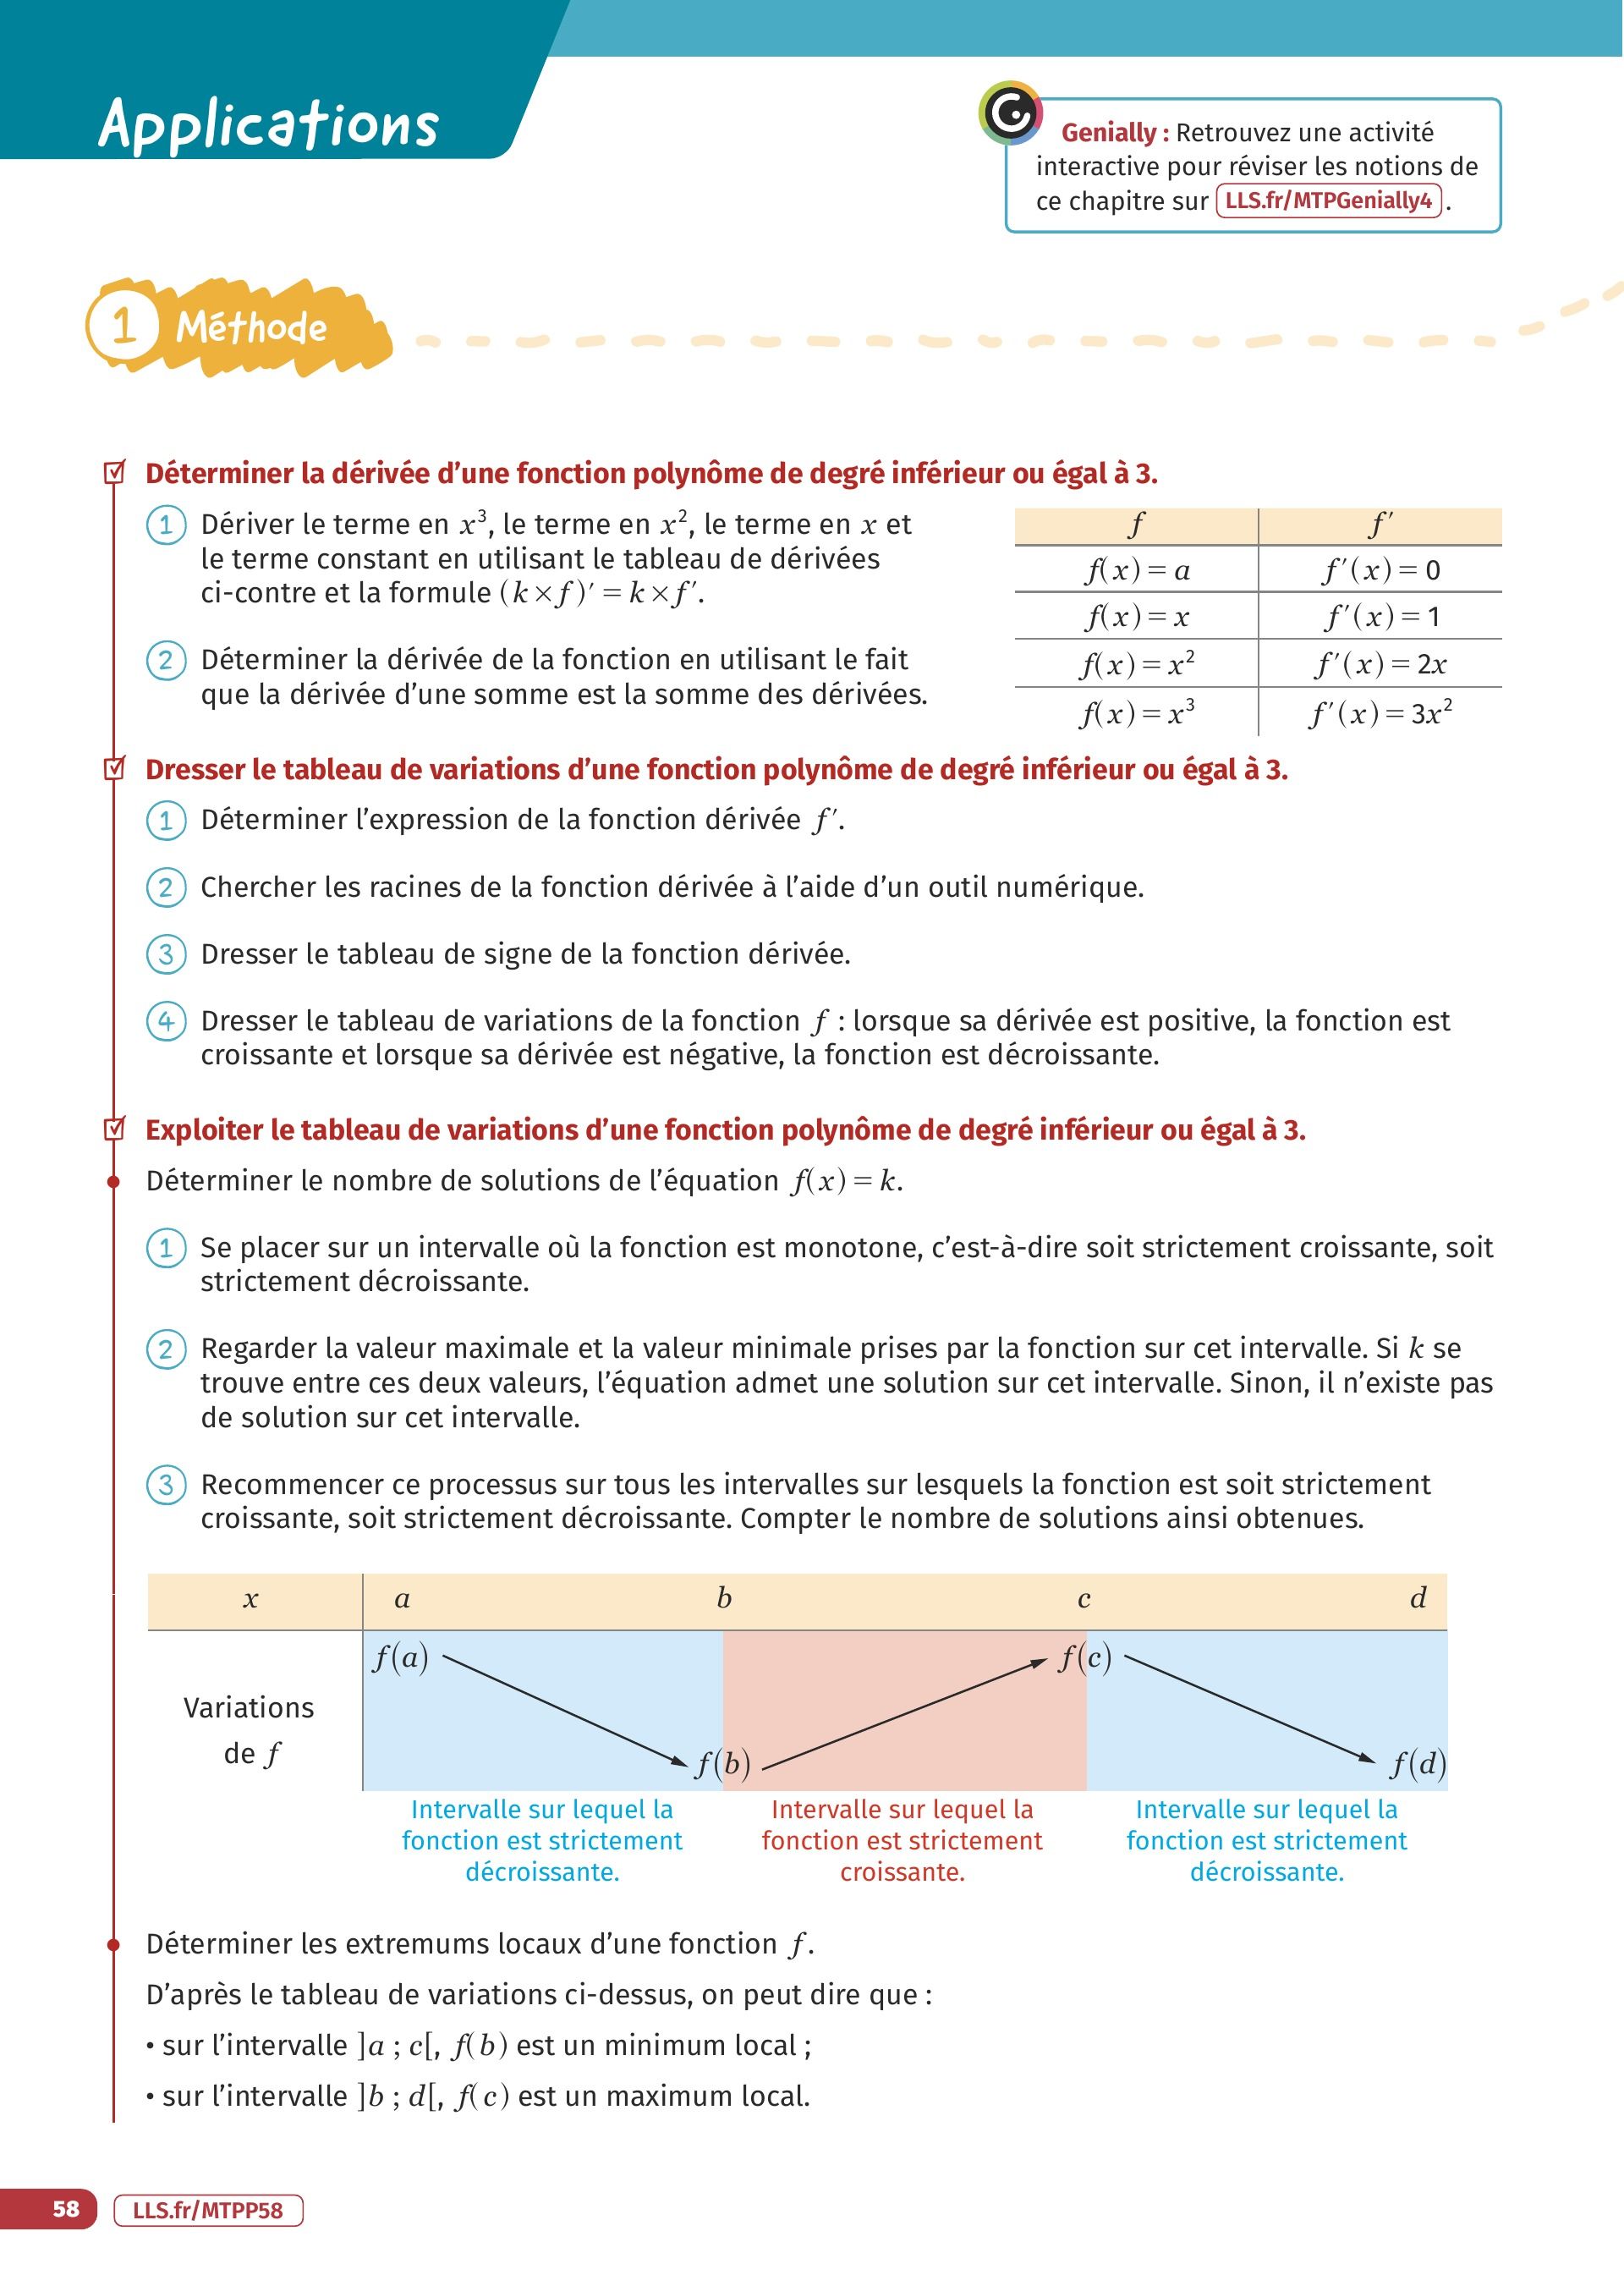 Applications
Genially : Retrouvez une activité
interactive pour réviser les notions de
ce chapitre sur LLS.fr/MTPGenially4 .
1 Méthode
Déterminer la dérivée d’une fonction polynôme de degré inférieur ou égal à 3.
1 Dériver le terme en x³, le terme en x², le terme en x et
le terme constant en utilisant le tableau de dérivées
ci-contre et la formule (k × f)′ = k × f′.
2 Déterminer la dérivée de la fonction en utilisant le fait
que la dérivée d’une somme est la somme des dérivées.
f f′
f(x) = a f′(x) = 0
f(x) = x f′(x) = 1
f(x) = x² f′(x) = 2x
f(x) = x³ f′(x) = 3x²
Dresser le tableau de variations d’une fonction polynôme de degré inférieur ou égal à 3.
1 Déterminer l’expression de la fonction dérivée f′.
2 Chercher les racines de la fonction dérivée à l’aide d’un outil numérique.
3 Dresser le tableau de signe de la fonction dérivée.
4 Dresser le tableau de variations de la fonction f : lorsque sa dérivée est positive, la fonction est
croissante et lorsque sa dérivée est négative, la fonction est décroissante.
Exploiter le tableau de variations d’une fonction polynôme de degré inférieur ou égal à 3.
Déterminer le nombre de solutions de l’équation f(x) = k.
1 Se placer sur un intervalle où la fonction est monotone, c’est-à-dire soit strictement croissante, soit
strictement décroissante.
2 Regarder la valeur maximale et la valeur minimale prises par la fonction sur cet intervalle. Si k se
trouve entre ces deux valeurs, l’équation admet une solution sur cet intervalle. Sinon, il n’existe pas
de solution sur cet intervalle.
3 Recommencer ce processus sur tous les intervalles sur lesquels la fonction est soit strictement
croissante, soit strictement décroissante. Compter le nombre de solutions ainsi obtenues.
x a b c d
f(a) f(c)
Variations
de f
f(b) f(d)
Intervalle sur lequel la
fonction est strictement
décroissante.
Intervalle sur lequel la
fonction est strictement
croissante.
Intervalle sur lequel la
fonction est strictement
décroissante.
Déterminer les extremums locaux d’une fonction f.
D’après le tableau de variations ci-dessus, on peut dire que :
• sur l’intervalle ]a ; c[, f(b) est un minimum local ;
• sur l’intervalle ]b ; d[, f(c) est un maximum local.
58 LLS.fr/MTPP58